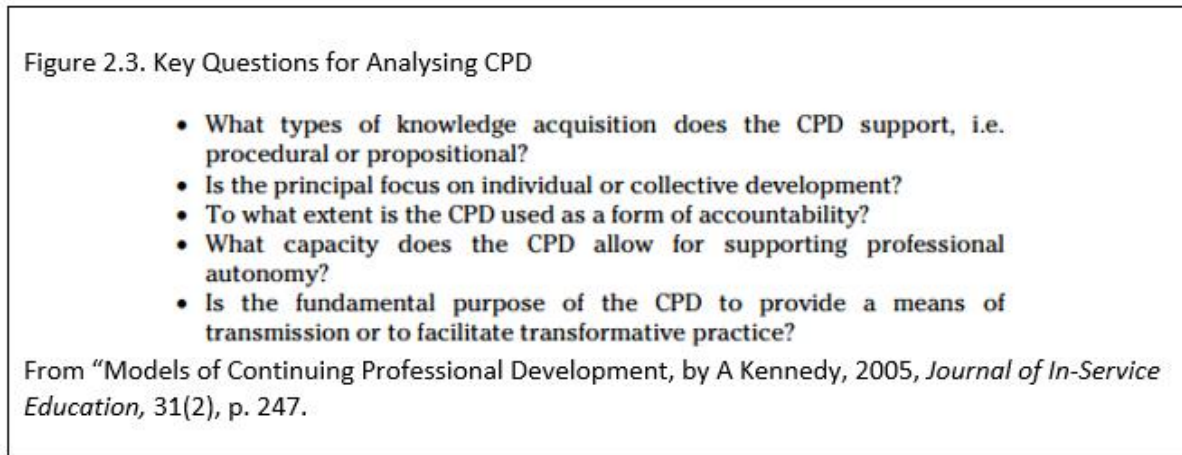 Figure 2.3. Key Questions for Analysing CPD
• What types of knowledge acquisition does the CPD support, i.e.
procedural or propositional?
• Is the principal focus on individual or collective development?
• To what extent is the CPD used as a form of accountability?
• What capacity does the CPD allow for supporting professional
autonomy?
• Is the fundamental purpose of the CPD to provide a means of
transmission or to facilitate transformative practice?
From “Models of Continuing Professional Development, by A Kennedy, 2005, Journal of In-Service
Education, 31(2), p. 247.